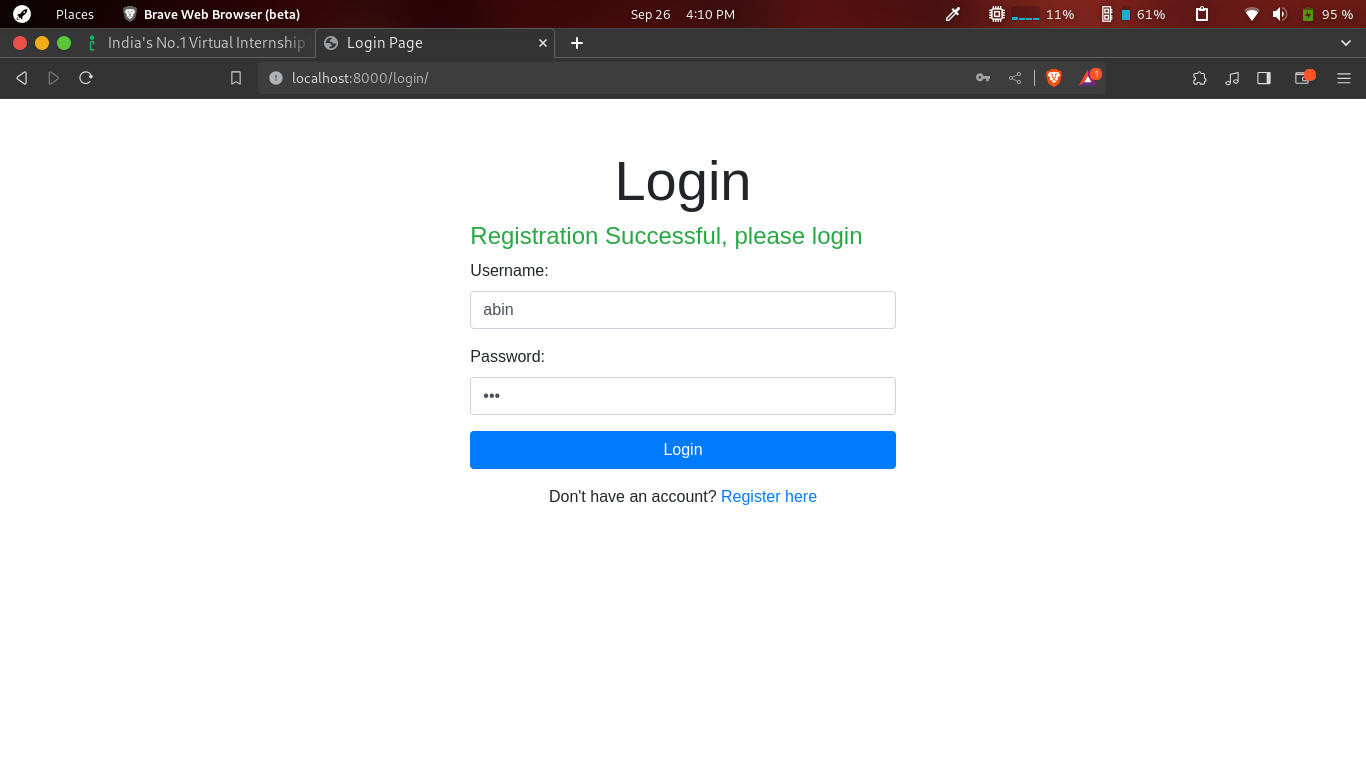 Places Brave Web Browser (beta) Sep 26 4:10 PM 11% 61% 95 %
India's No.1 Virtual Internship Login Page
localhost:8000/login/ 1
Login
Registration Successful, please login
Username:
abin
Password:
•••
Login
Don't have an account? Register here